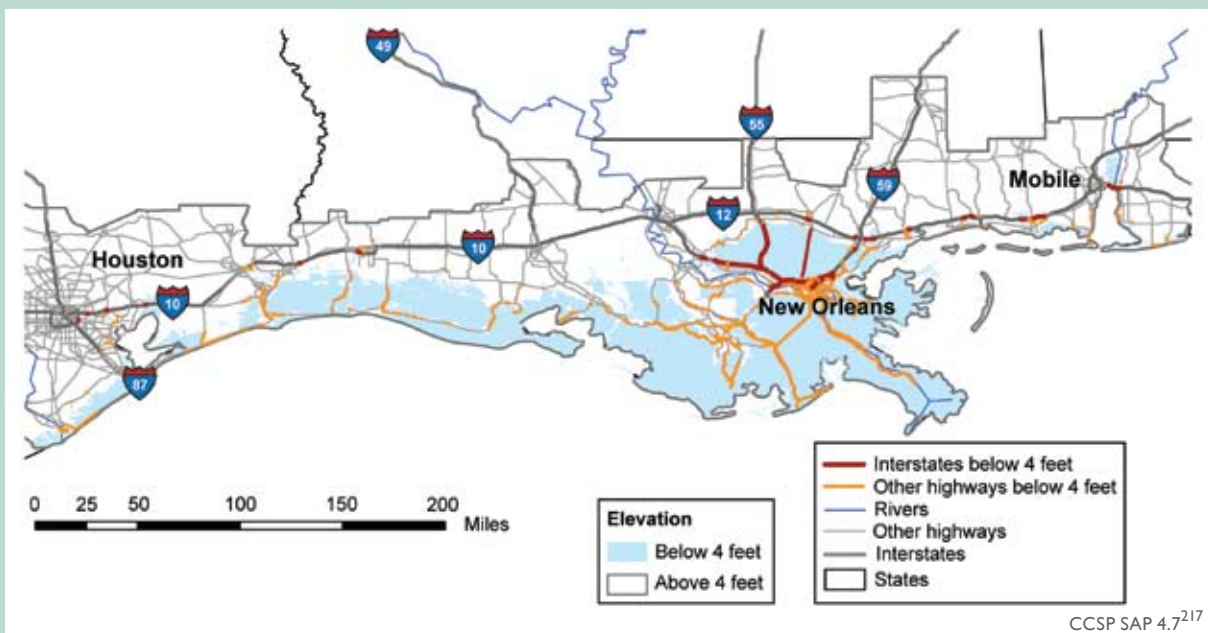 49
55
59
Mobile
12
Houston
10
10
New Orleans
87
0 25 50 100 150 200
Miles
Elevation
Below 4 feet
Above 4 feet
Interstates below 4 feet
Other highways below 4 feet
Rivers
Other highways
Interstates
States
CCSP SAP 4.7217